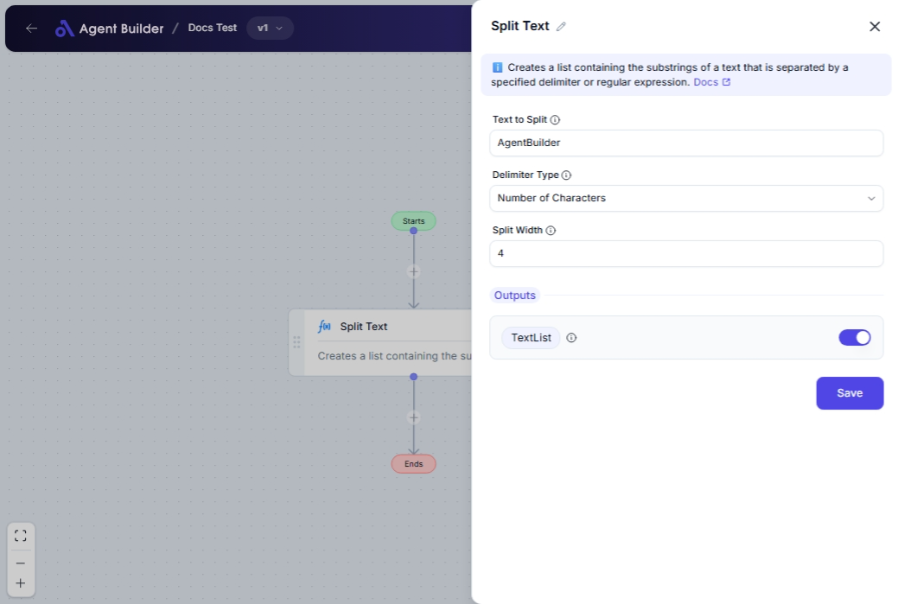 Agent Builder / Docs Test v1
Starts
f(x) Split Text
Creates a list containing the su
Ends
Split Text
Creates a list containing the substrings of a text that is separated by a
specified delimiter or regular expression. Docs
Text to Split
AgentBuilder
Delimiter Type
Number of Characters
Split Width
4
Outputs
TextList
Save